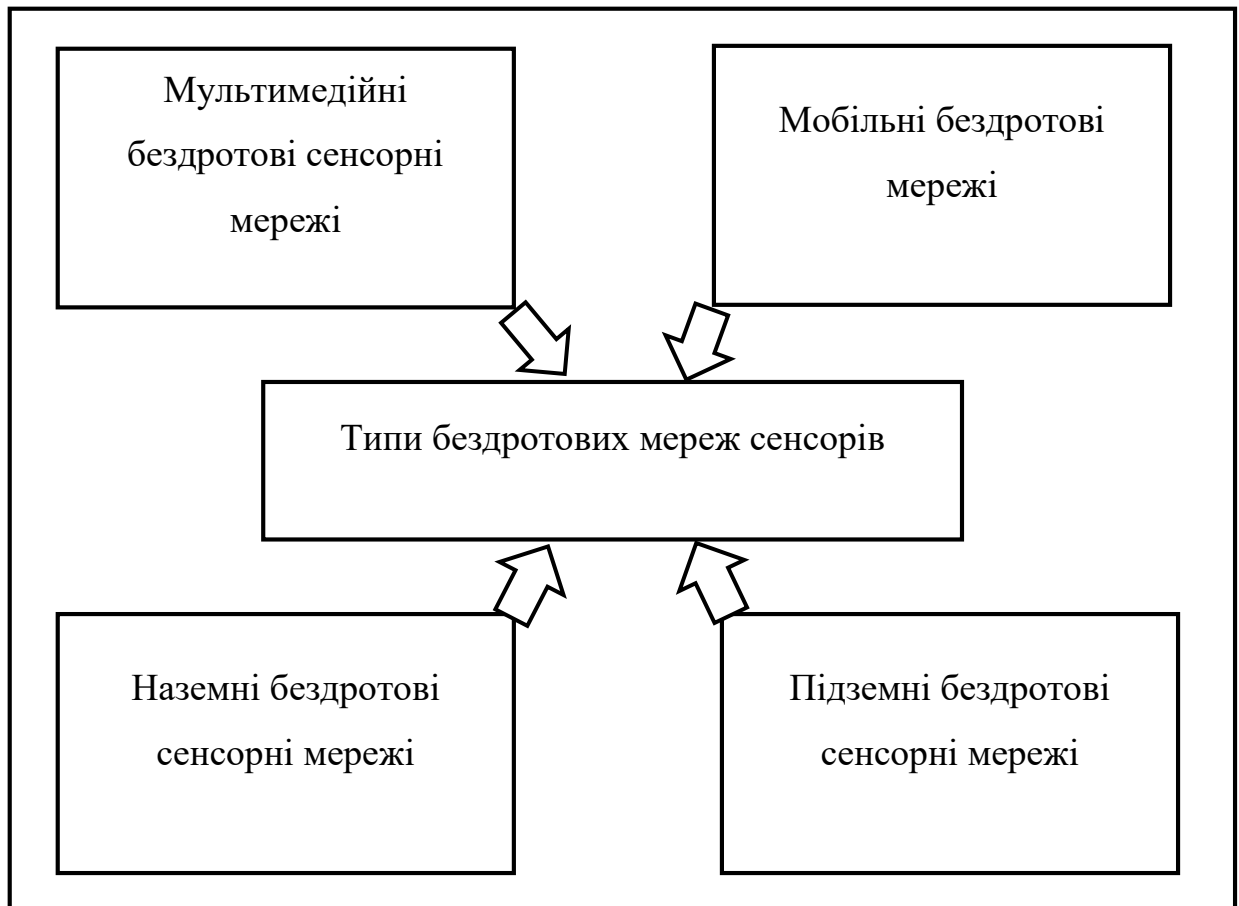 Мультимедійні
бездротові сенсорні
мережі
Мобільні бездротові
мережі
Типи бездротових мереж сенсорів
Наземні бездротові
сенсорні мережі
Підземні бездротові
сенсорні мережі